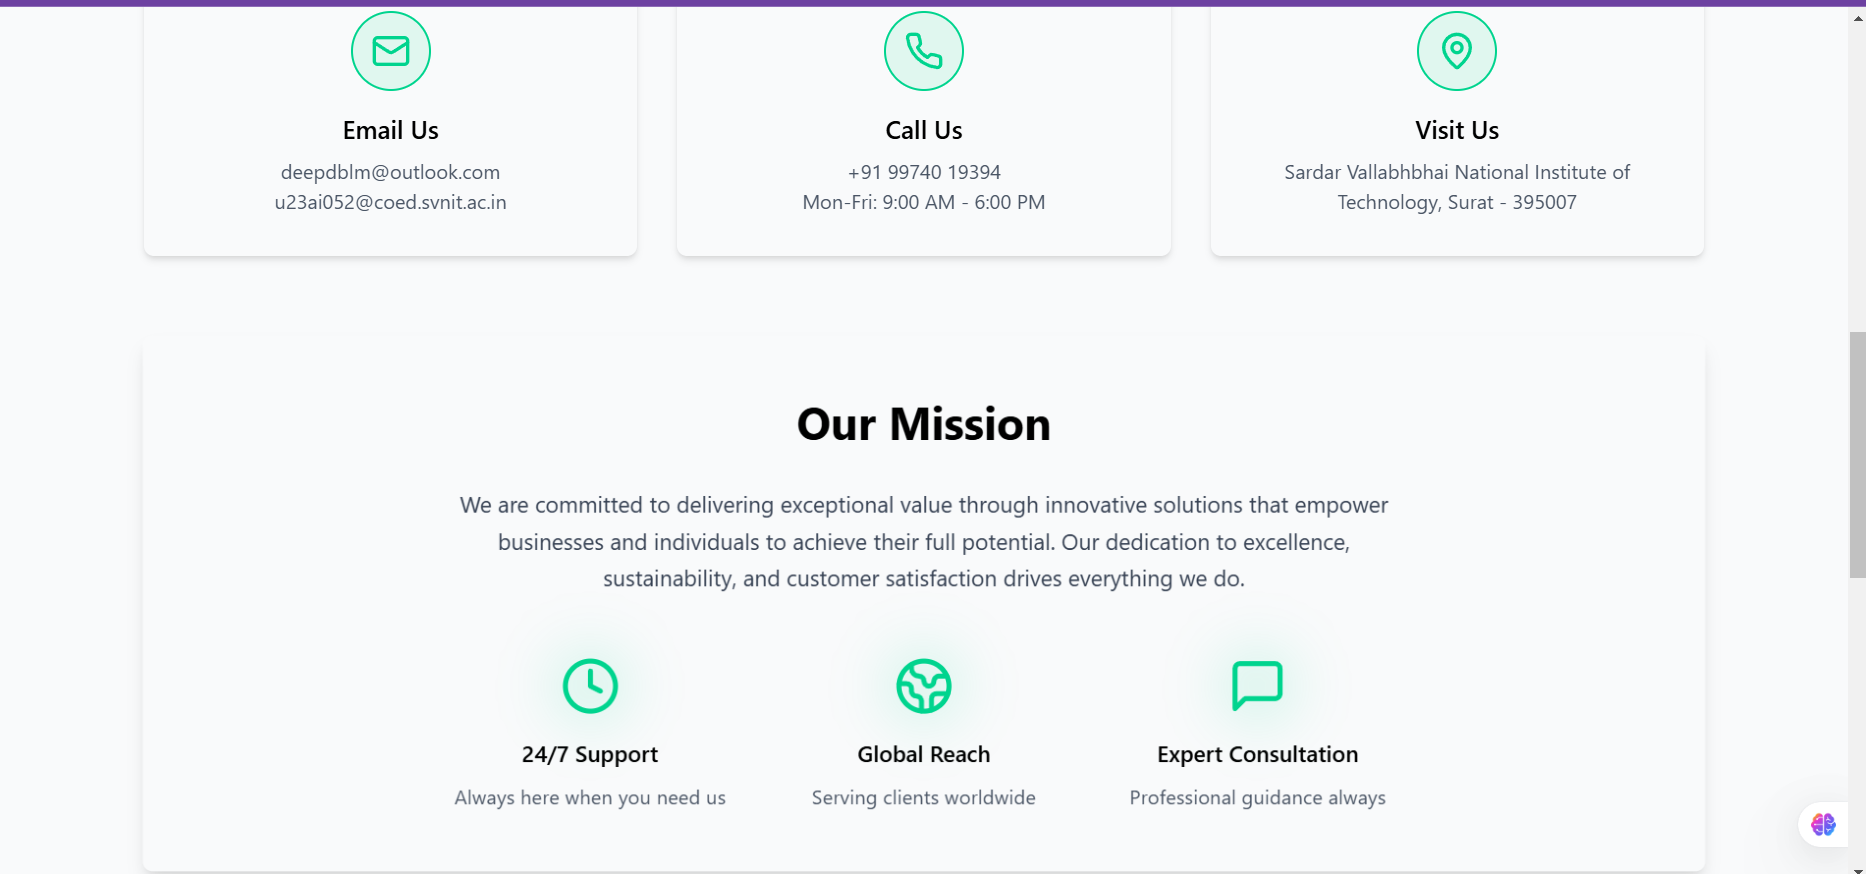 Email Us
deepdblm@outlook.com
u23ai052@coed.svnit.ac.in
Call Us
+91 99740 19394
Mon-Fri: 9:00 AM - 6:00 PM
Visit Us
Sardar Vallabhbhai National Institute of
Technology, Surat - 395007
Our Mission
We are committed to delivering exceptional value through innovative solutions that empower
businesses and individuals to achieve their full potential. Our dedication to excellence,
sustainability, and customer satisfaction drives everything we do.
24/7 Support
Always here when you need us
Global Reach
Serving clients worldwide
Expert Consultation
Professional guidance always